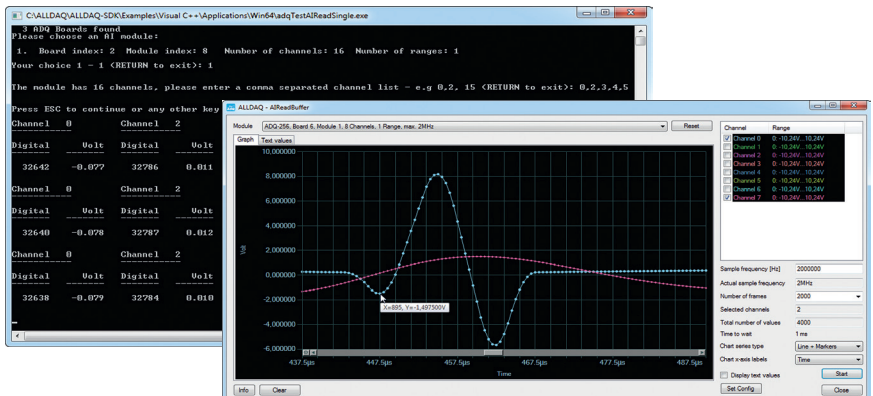 C:\ALLDAQ\ALLDAQ-SDK\Examples\Visual C++\Applications\Win64\adqTestAIReadSingle.exe
3 ADQ Boards found
Please choose an AI module:
1. Board index: 2 Module index: 8 Number of channels: 16 Number of ranges: 1
Your choice 1 - 1 (RETURN to exit): 1
The module has 16 channels, please enter a comma separated channel list - e.g 0,2, 15 (RETURN to exit): 0,2,3,4,5
Press ESC to continue or any other key
Channel 0 Channel 2
Digital Volt Digital Volt
32642 -0.077 32786 0.011
Channel 0 Channel 2
Digital Volt Digital Volt
32640 -0.078 32787 0.012
Channel 0 Channel 2
Digital Volt Digital Volt
32638 -0.079 32784 0.010
ALLDAQ - AIReadBuffer
Module ADQ-256, Board 6, Module 1, 8 Channels, 1 Range, max. 2MHz Reset
Graph Text values
10,000000
8,000000
6,000000
4,000000
2,000000
0,000000
-2,000000
-4,000000
-6,000000
Volt
X=895, Y=-1,497500V
437.5µs 447.5µs 457.5µs 467.5µs 477.5µs 487.5µs
Time
Info Clear
Channel Range
Channel 0 0: -10,24V...10,24V
Channel 1 0: -10,24V...10,24V
Channel 2 0: -10,24V...10,24V
Channel 3 0: -10,24V...10,24V
Channel 4 0: -10,24V...10,24V
Channel 5 0: -10,24V...10,24V
Channel 6 0: -10,24V...10,24V
Channel 7 0: -10,24V...10,24V
Sample frequency [Hz] 2000000
Actual sample frequency 2MHz
Number of frames 2000
Selected channels 2
Total number of values 4000
Time to wait 1 ms
Chart series type Line + Markers
Chart x-axis labels Time
Display text values Start
Set Config Close